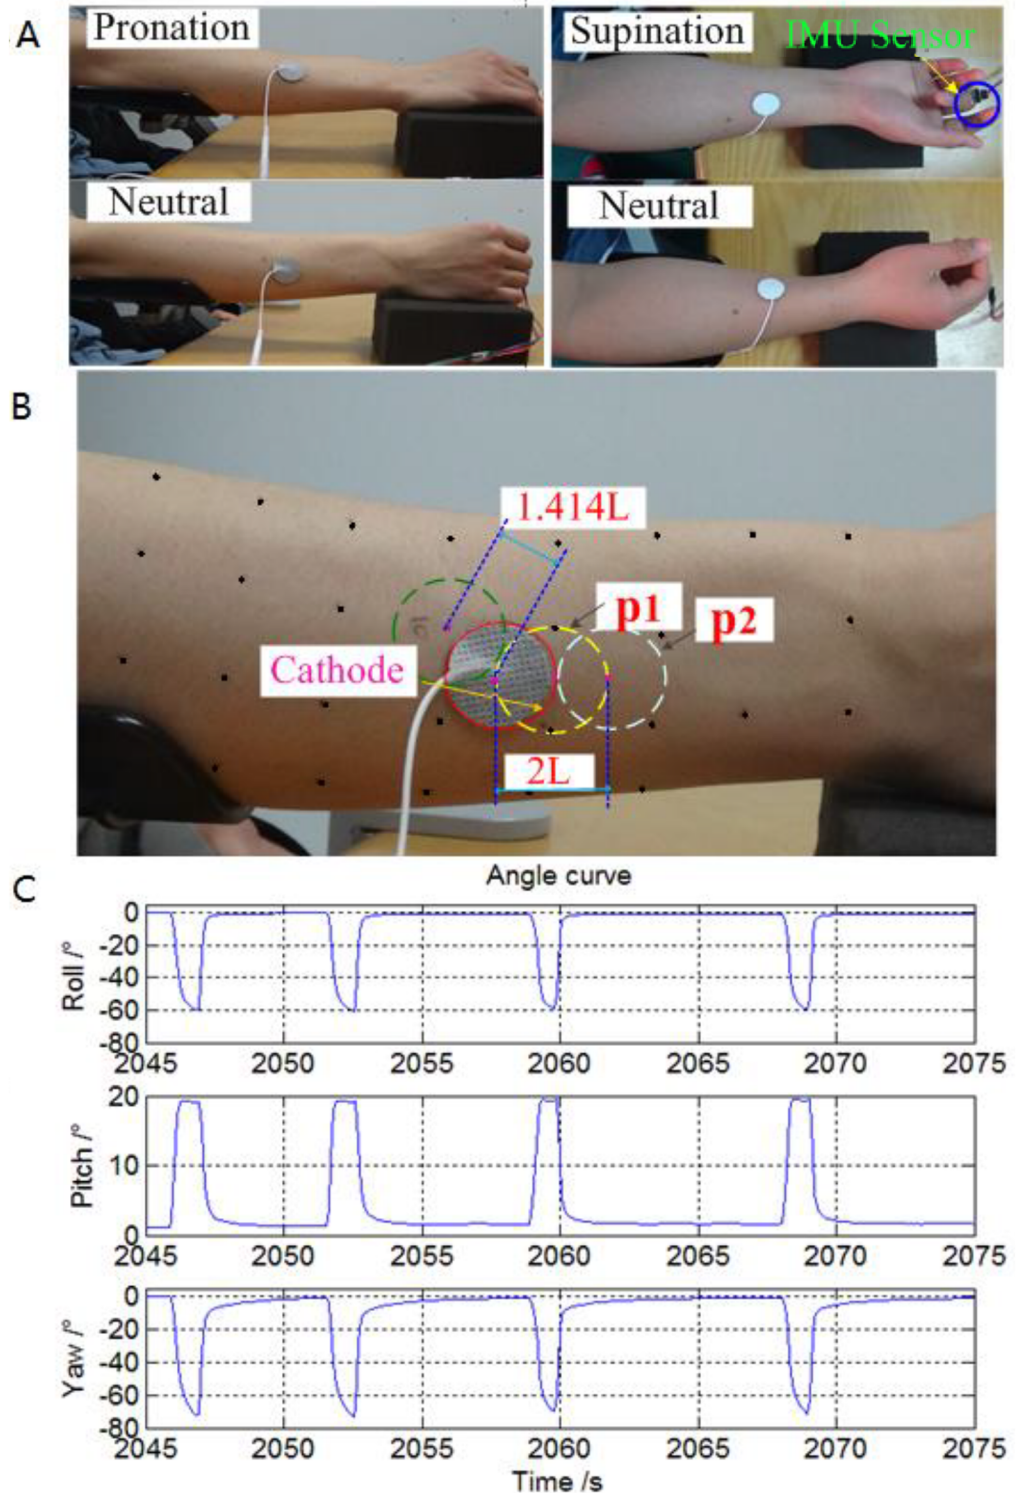 A
Pronation
Supination
IMU Sensor
Neutral
Neutral
B
1.414L
p1
p2
Cathode
2L
C
Angle curve
Roll /°
0
-20
-40
-60
-80
2045 2050 2055 2060 2065 2070 2075
Pitch /°
20
10
0
2045 2050 2055 2060 2065 2070 2075
Yaw /°
0
-20
-40
-60
-80
2045 2050 2055 2060 2065 2070 2075
Time /s